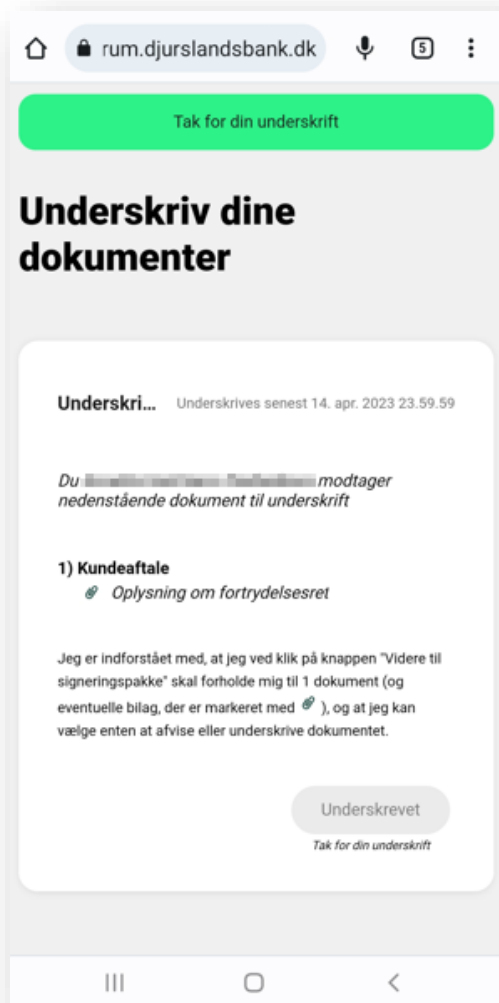 rum.djurslandsbank.dk 5
Tak for din underskrift
Underskriv dine
dokumenter
Underskri... Underskrives senest 14. apr. 2023 23.59.59
Du modtager
nedenstående dokument til underskrift
1) Kundeaftale
Oplysning om fortrydelsesret
Jeg er indforstået med, at jeg ved klik på knappen "Videre til
signeringspakke" skal forholde mig til 1 dokument (og
eventuelle bilag, der er markeret med ), og at jeg kan
vælge enten at afvise eller underskrive dokumentet.
Underskrevet
Tak for din underskrift